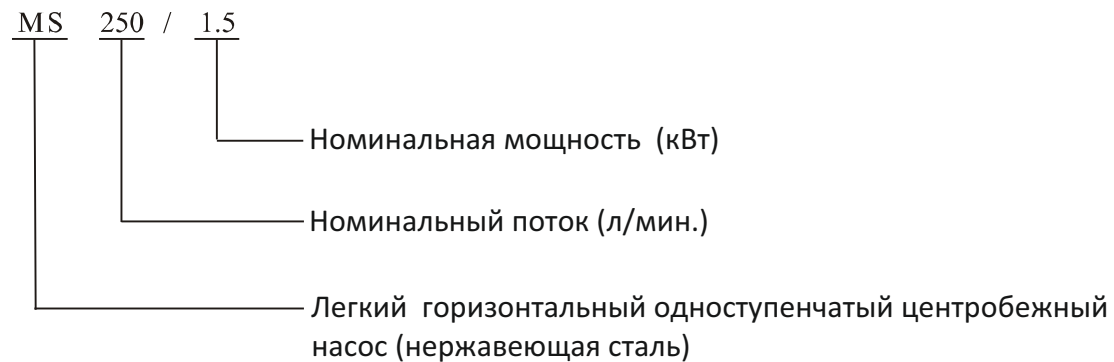 MS 250 / 1.5
Номинальная мощность (кВт)
Номинальный поток (л/мин.)
Легкий горизонтальный одноступенчатый центробежный
насос (нержавеющая сталь)